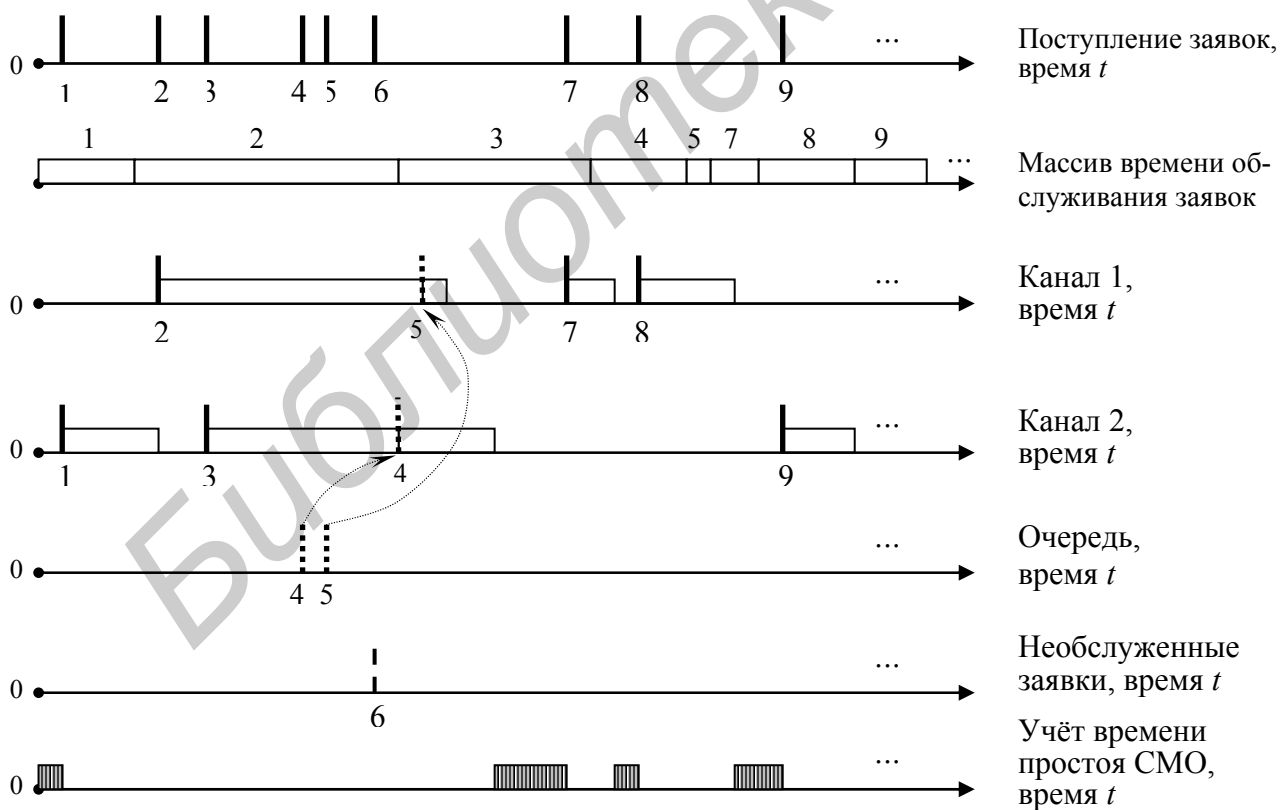 ...
0
1 2 3 4 5 6 7 8 9
Поступление заявок,
время t
1 2 3 4 5 7 8 9
...
Массив времени об-
служивания заявок
...
0
2 5 7 8
Канал 1,
время t
...
0
1 3 4 9
Канал 2,
время t
...
0
4 5
Очередь,
время t
...
0
6
Необслуженные
заявки, время t
...
0
Учёт времени
простоя СМО,
время t
Библиотек